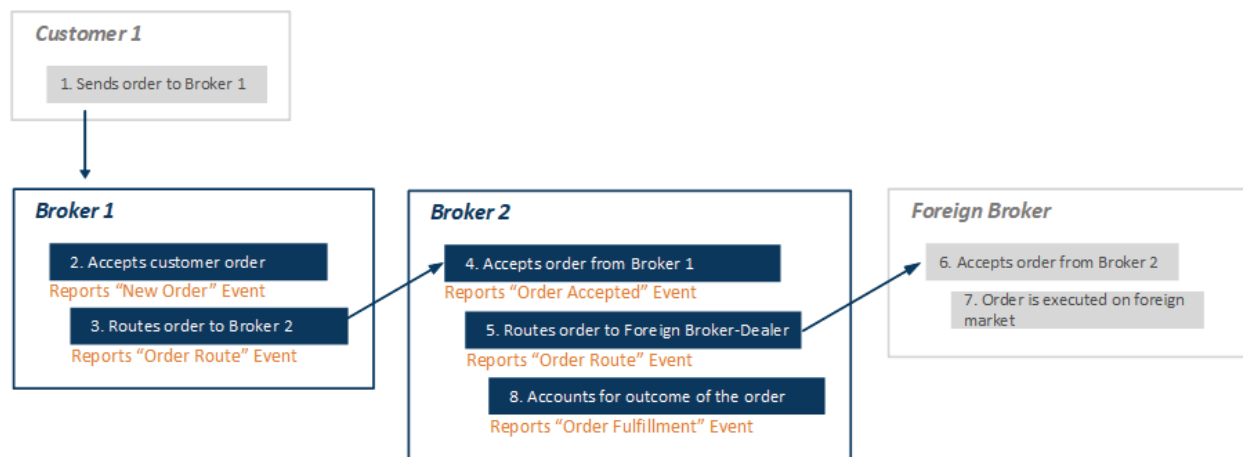 Customer 1
1. Sends order to Broker 1
Broker 1
2. Accepts customer order
Reports “New Order” Event
3. Routes order to Broker 2
Reports “Order Route” Event
Broker 2
4. Accepts order from Broker 1
Reports “Order Accepted” Event
5. Routes order to Foreign Broker-Dealer
Reports “Order Route” Event
8. Accounts for outcome of the order
Reports “Order Fulfillment” Event
Foreign Broker
6. Accepts order from Broker 2
7. Order is executed on foreign
market